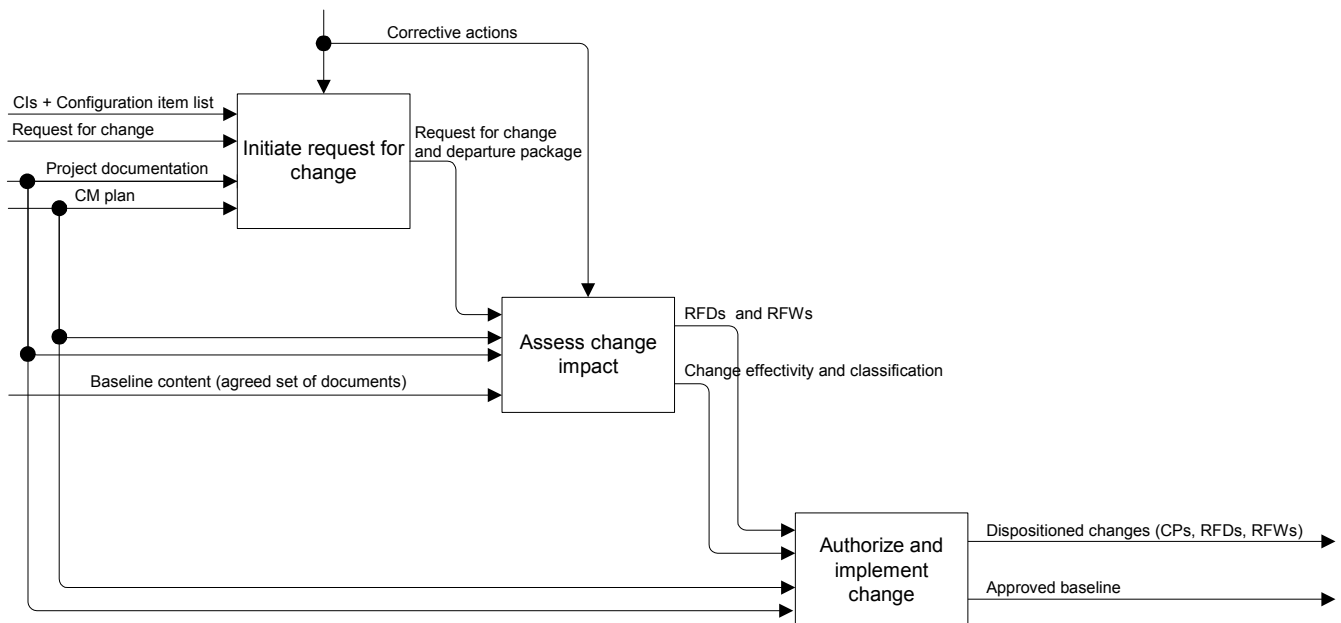 Corrective actions
CIs + Configuration item list
Request for change
Project documentation
CM plan
Initiate request for
change
Request for change
and departure package
Assess change
impact
RFDs and RFWs
Change effectivity and classification
Baseline content (agreed set of documents)
Authorize and
implement
change
Dispositioned changes (CPs, RFDs, RFWs)
Approved baseline